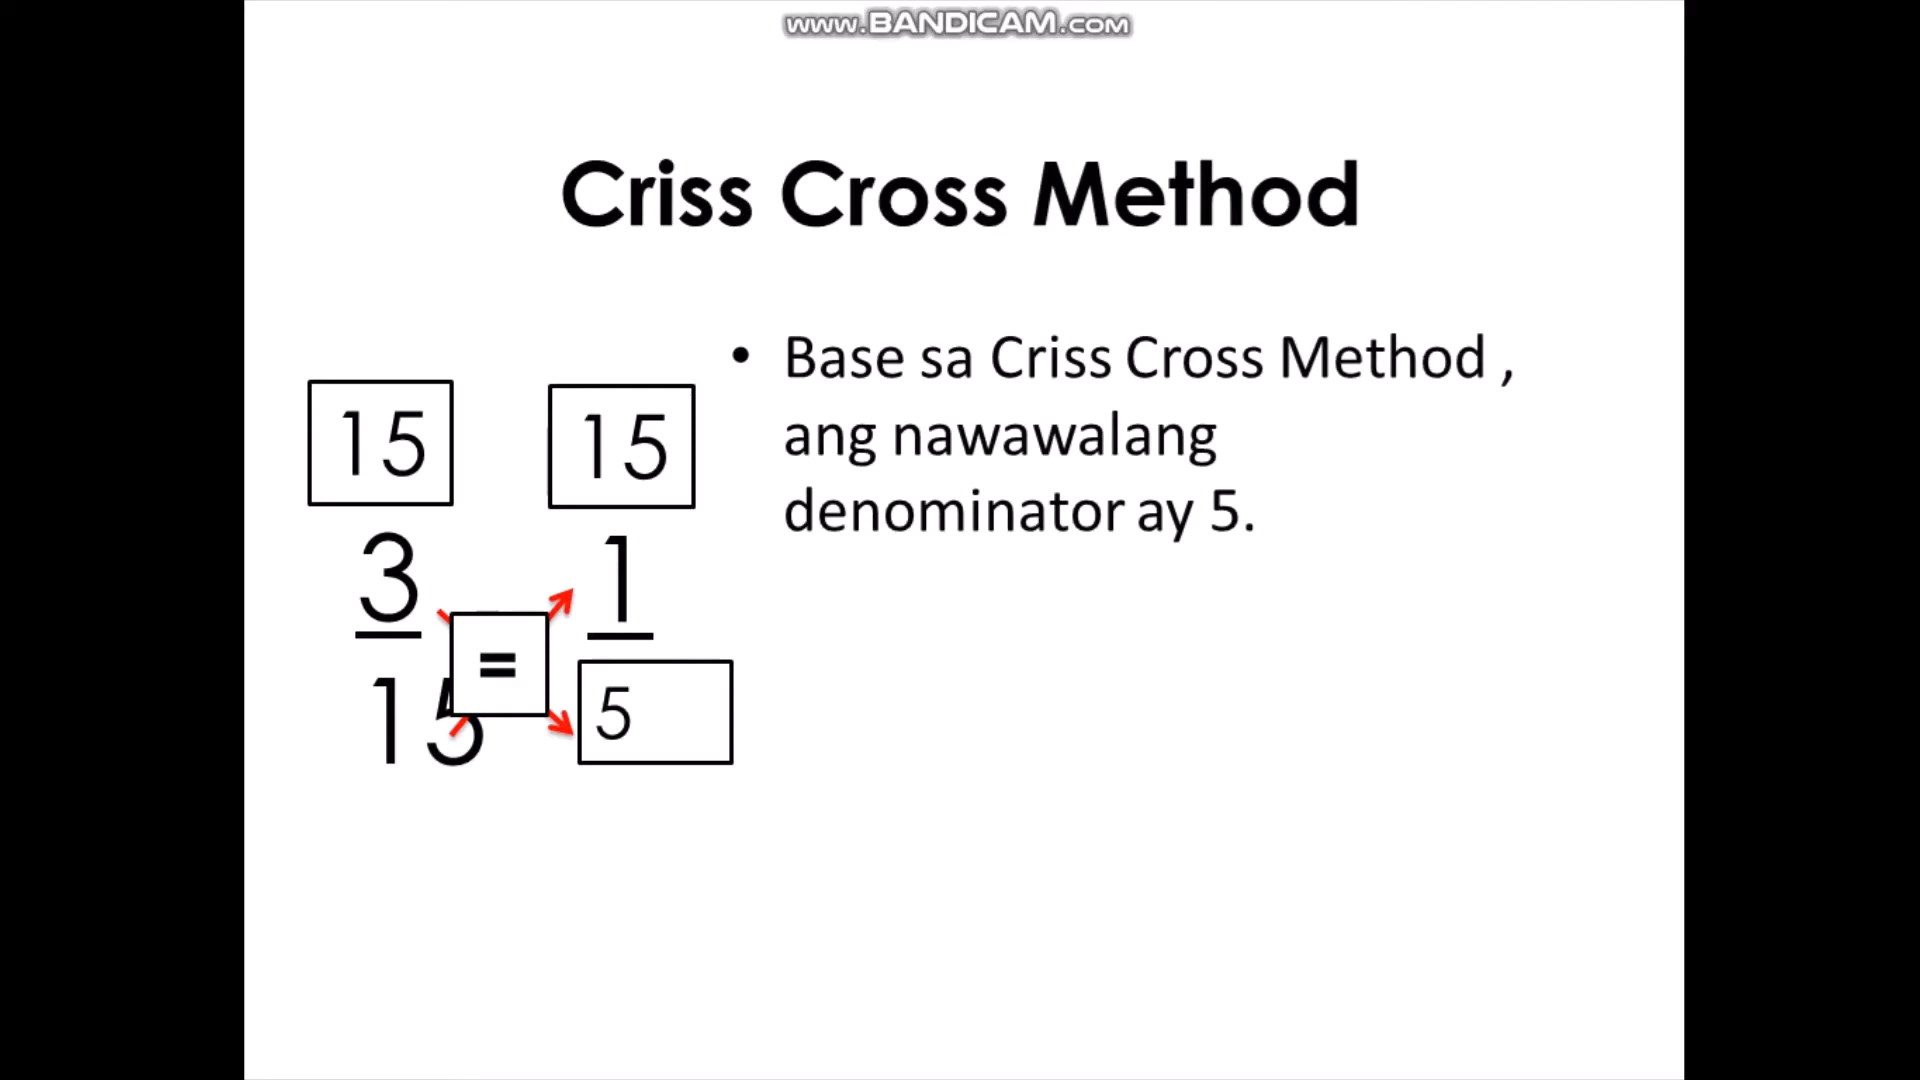 www.BANDICAM.com
Criss Cross Method
15 15
3 1
=
15 5
• Base sa Criss Cross Method ,
ang nawawalang
denominator ay 5.